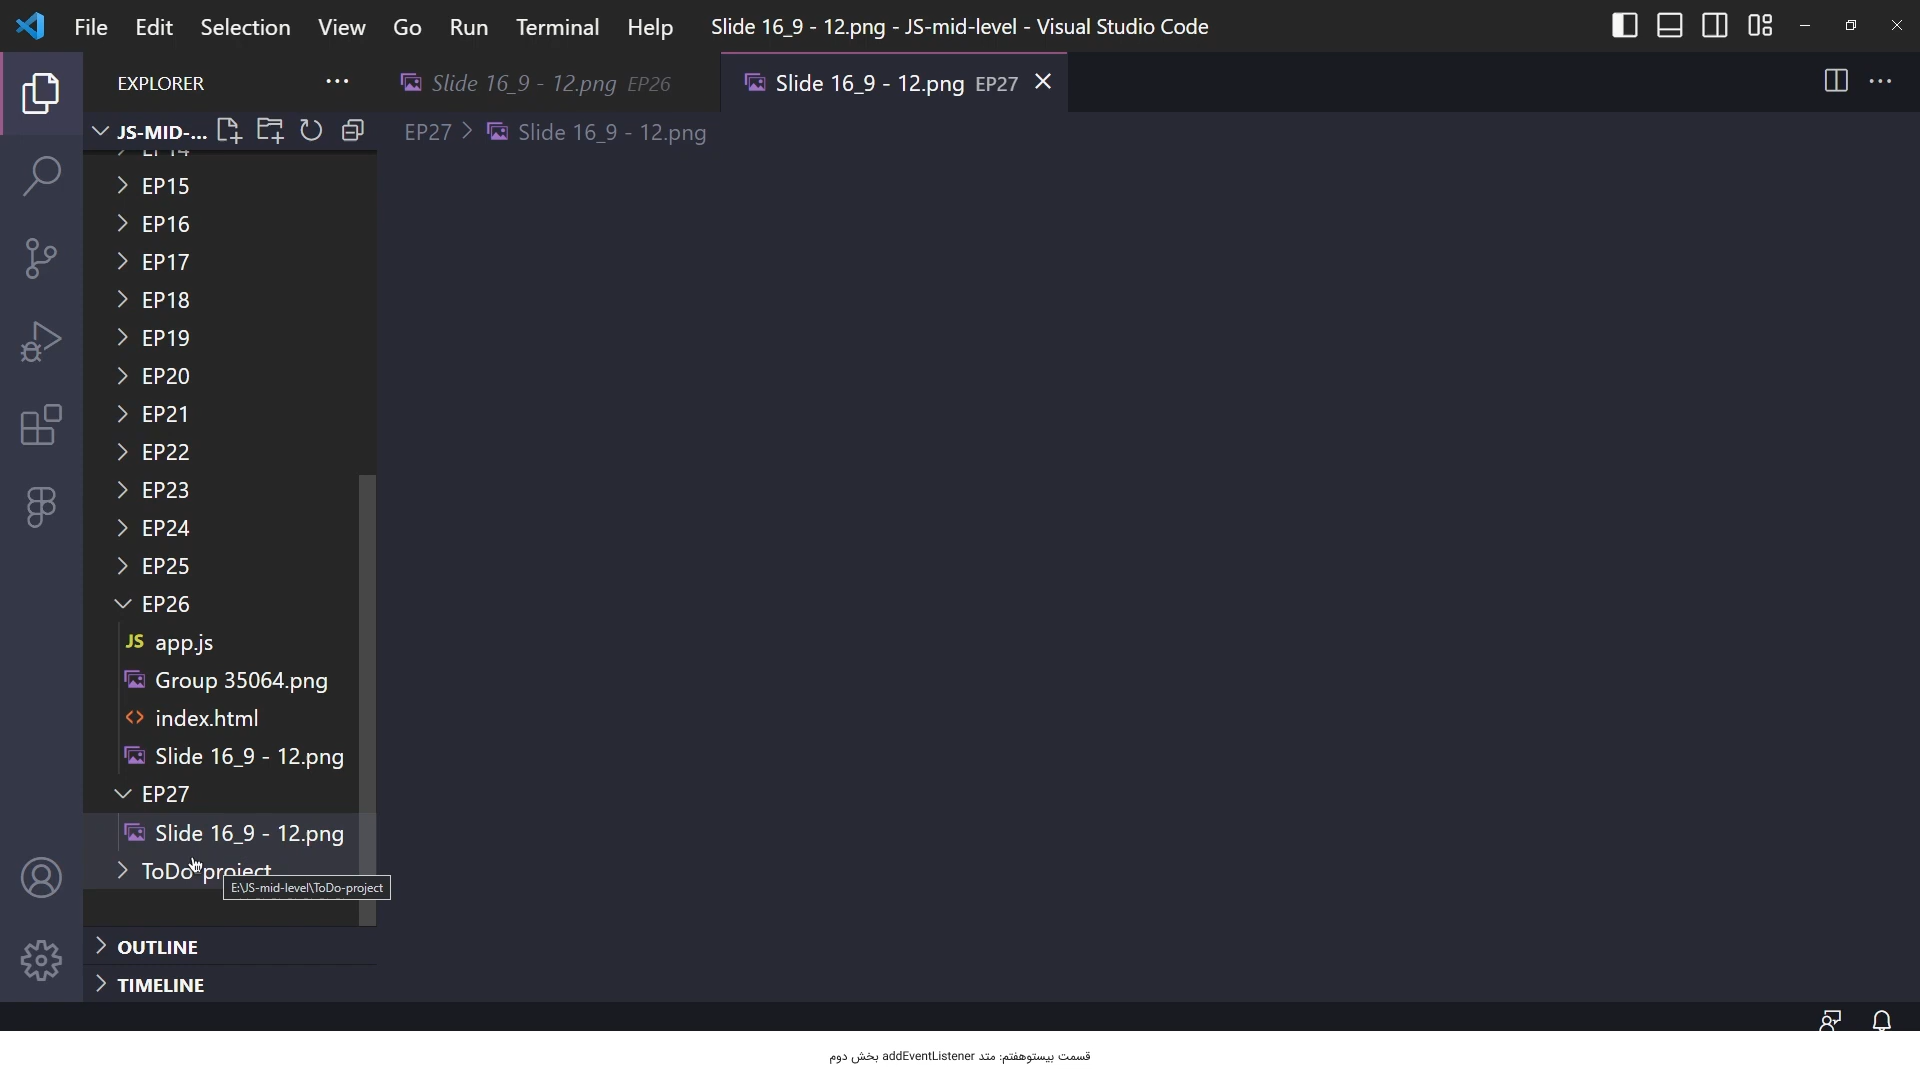 File Edit Selection View Go Run Terminal Help Slide 16_9 - 12.png - JS-mid-level - Visual Studio Code
EXPLORER
Slide 16_9 - 12.png EP26
Slide 16_9 - 12.png EP27
JS-MID-...
EP27 > Slide 16_9 - 12.png
EP14
EP15
EP16
EP17
EP18
EP19
EP20
EP21
EP22
EP23
EP24
EP25
EP26
JS app.js
Group 35064.png
<> index.html
Slide 16_9 - 12.png
EP27
Slide 16_9 - 12.png
ToDo-project
E:\JS-mid-level\ToDo-project
OUTLINE
TIMELINE
قسمت بیستوهفتم: متد addEventListener بخش دوم